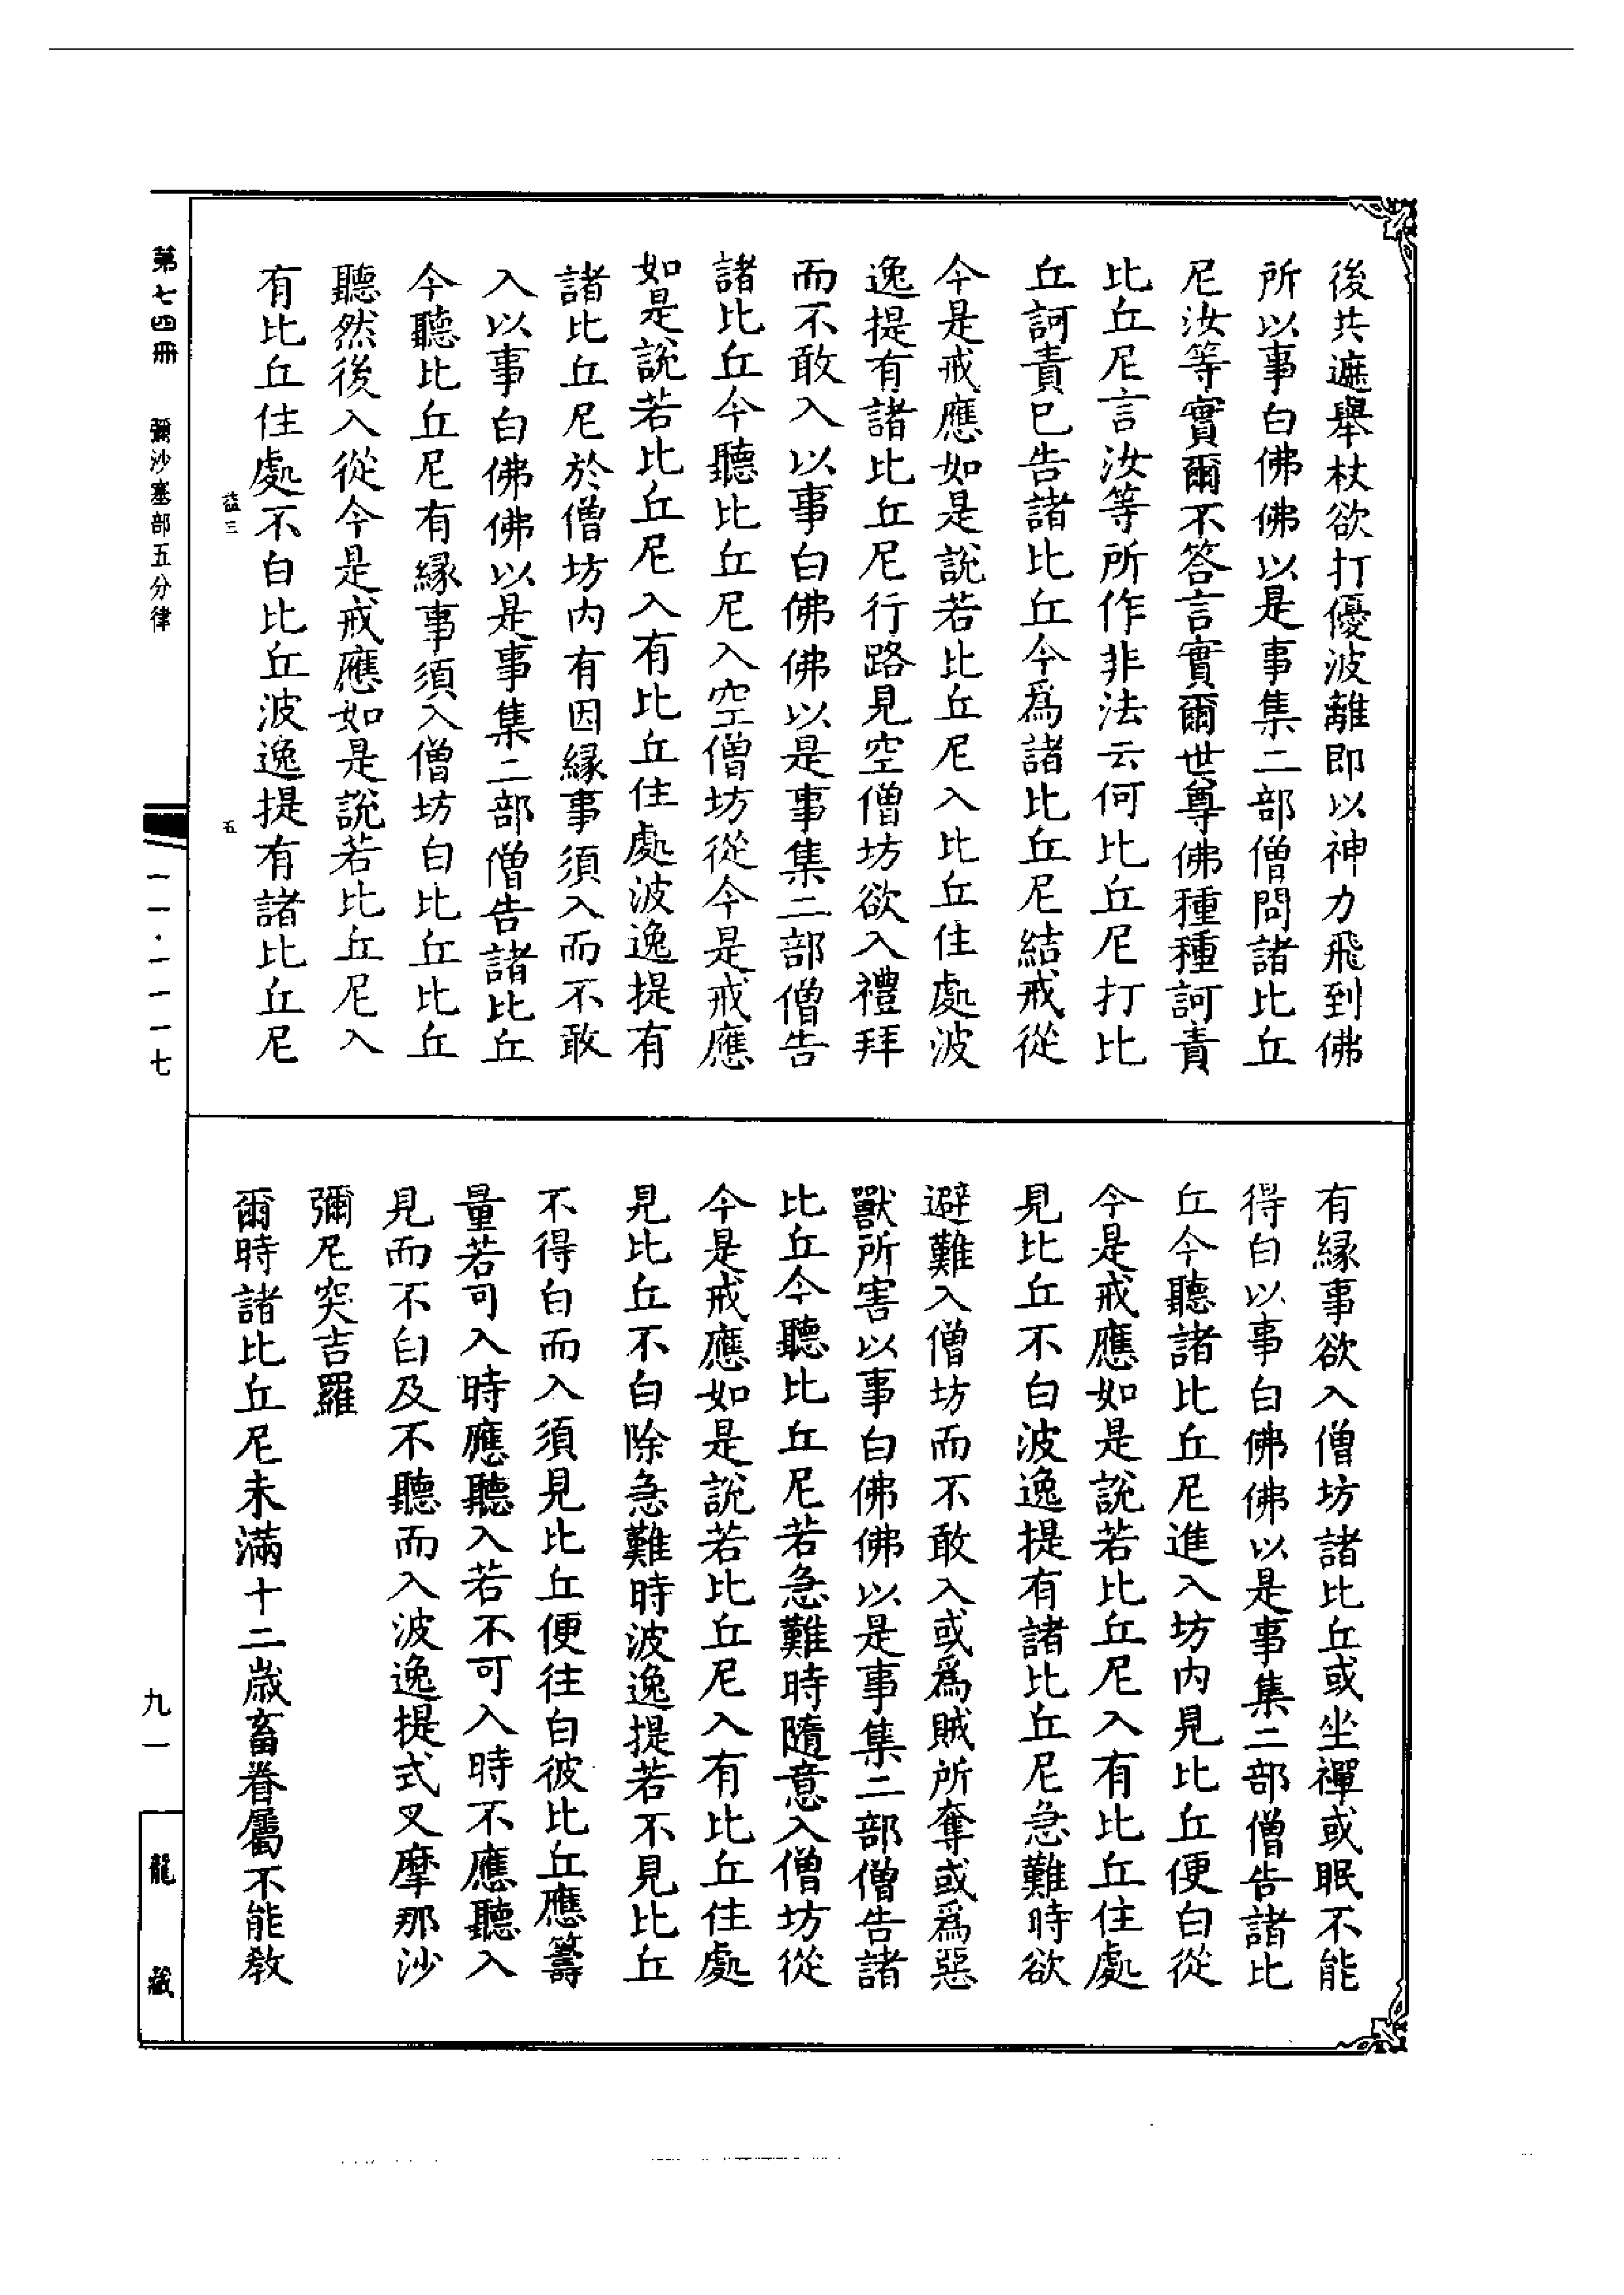 後共遮舉杖欲打優波離即以神力飛到佛
所以事白佛佛以是事集二部僧問諸比丘
尼汝等實爾不答言實爾世尊佛種種訶責
比丘尼言汝等所作非法云何比丘尼打比
丘訶責已告諸比丘今爲諸比丘尼結戒從
今是戒應如是說若比丘尼入比丘住處波
逸提有諸比丘尼行路見空僧坊欲入禮拜
而不敢入以事白佛佛以是事集二部僧告
諸比丘今聽比丘尼入空僧坊從今是戒應
如是說若比丘尼入有比丘住處波逸提有
諸比丘尼於僧坊內有因緣事須入而不敢
入以事白佛佛以是事集二部僧告諸比丘
今聽比丘尼有緣事須入僧坊白比丘比丘
聽然後入從今是戒應如是說若比丘尼入
有比丘住處不白比丘波逸提有諸比丘尼
益三 五
有緣事欲入僧坊諸比丘或坐禪或眠不能
得白以事白佛佛以是事集二部僧告諸比
丘今聽諸比丘尼進入坊內見比丘便白從
今是戒應如是說若比丘尼入有比丘住處
見比丘不白波逸提有諸比丘尼急難時欲
避難入僧坊而不敢入或爲賊所奪或爲惡
獸所害以事白佛佛以是事集二部僧告諸
比丘今聽比丘尼若急難時隨意入僧坊從
今是戒應如是說若比丘尼入有比丘住處
見比丘不白除急難時波逸提若不見比丘
不得白而入須見比丘便往白彼比丘應籌
量若可入時應聽入若不可入時不應聽入
見而不白及不聽而入波逸提式叉摩那沙
彌尼突吉羅
爾時諸比丘尼未滿十二歲畜眷屬不能教
第七四冊 彌沙塞部五分律
一一·一一一七
九一
龍藏